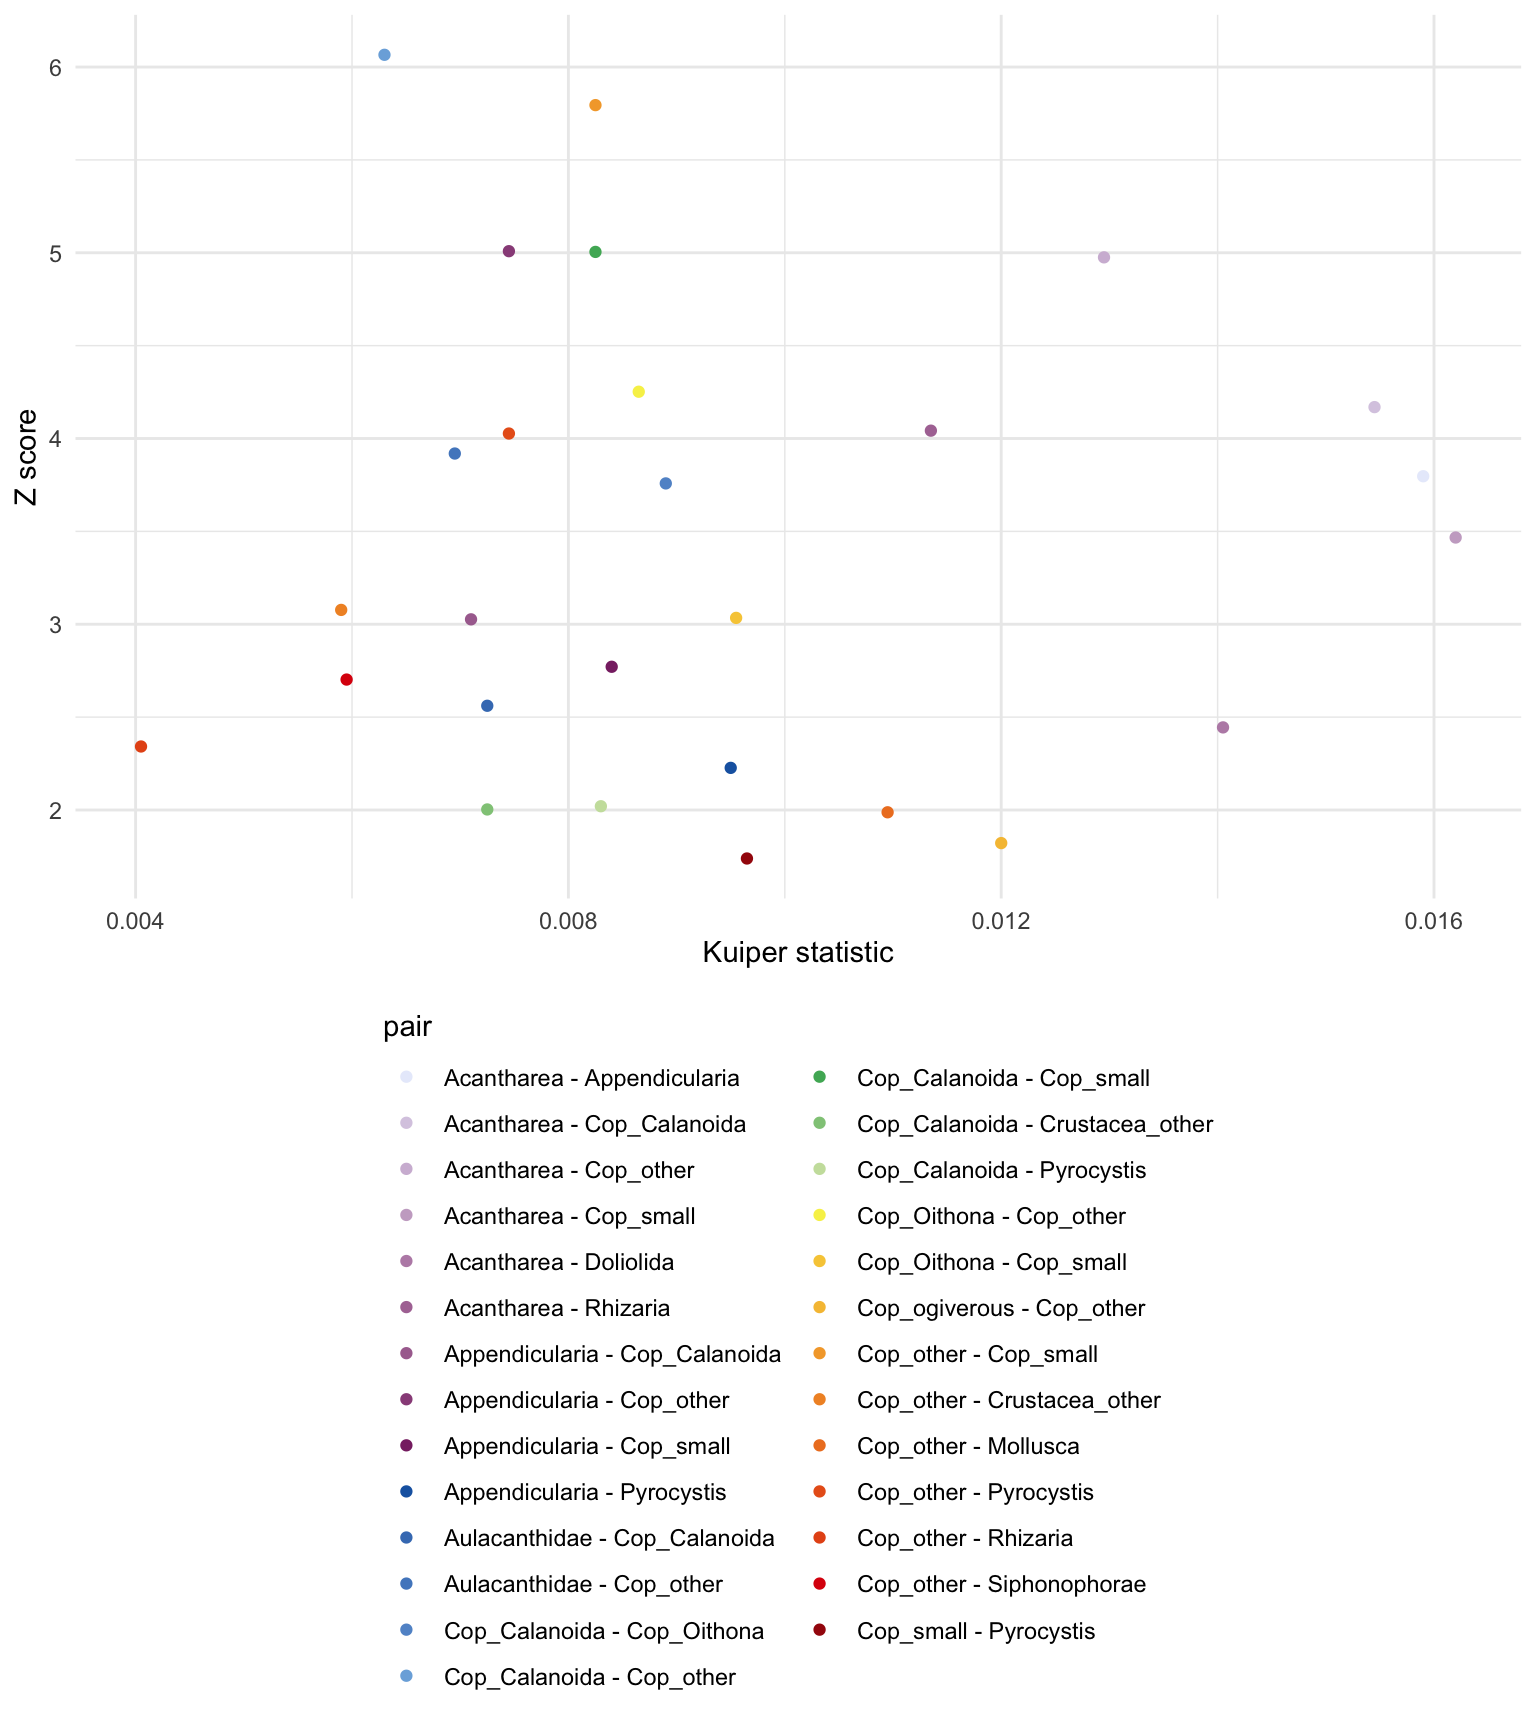 6
5
4
3
2
Z score
0.004 0.008 0.012 0.016
Kuiper statistic
pair
Acantharea - Appendicularia
Acantharea - Cop_Calanoida
Acantharea - Cop_other
Acantharea - Cop_small
Acantharea - Doliolida
Acantharea - Rhizaria
Appendicularia - Cop_Calanoida
Appendicularia - Cop_other
Appendicularia - Cop_small
Appendicularia - Pyrocystis
Aulacanthidae - Cop_Calanoida
Aulacanthidae - Cop_other
Cop_Calanoida - Cop_Oithona
Cop_Calanoida - Cop_other
Cop_Calanoida - Cop_small
Cop_Calanoida - Crustacea_other
Cop_Calanoida - Pyrocystis
Cop_Oithona - Cop_other
Cop_Oithona - Cop_small
Cop_ogiverous - Cop_other
Cop_other - Cop_small
Cop_other - Crustacea_other
Cop_other - Mollusca
Cop_other - Pyrocystis
Cop_other - Rhizaria
Cop_other - Siphonophorae
Cop_small - Pyrocystis